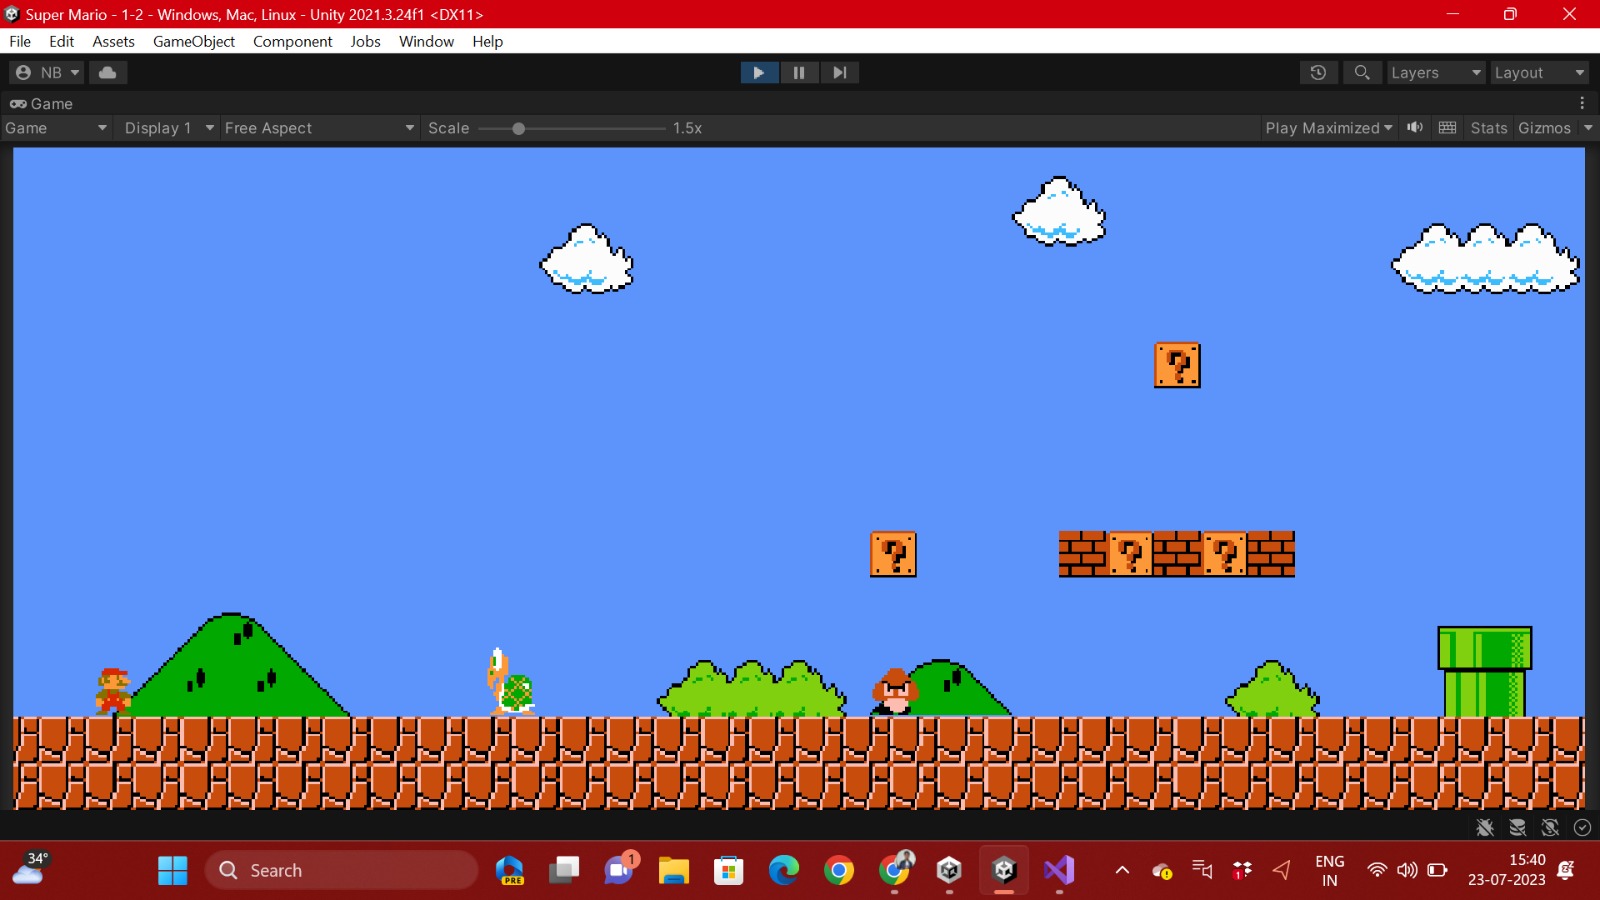 Super Mario - 1-2 - Windows, Mac, Linux - Unity 2021.3.24f1 <DX11>
File Edit Assets GameObject Component Jobs Window Help
NB Layers Layout
Game
Game Display 1 Free Aspect Scale 1.5x Play Maximized Stats Gizmos
?
? ? ?
34° Search PRE 1 1 ENG IN 15:40
23-07-2023